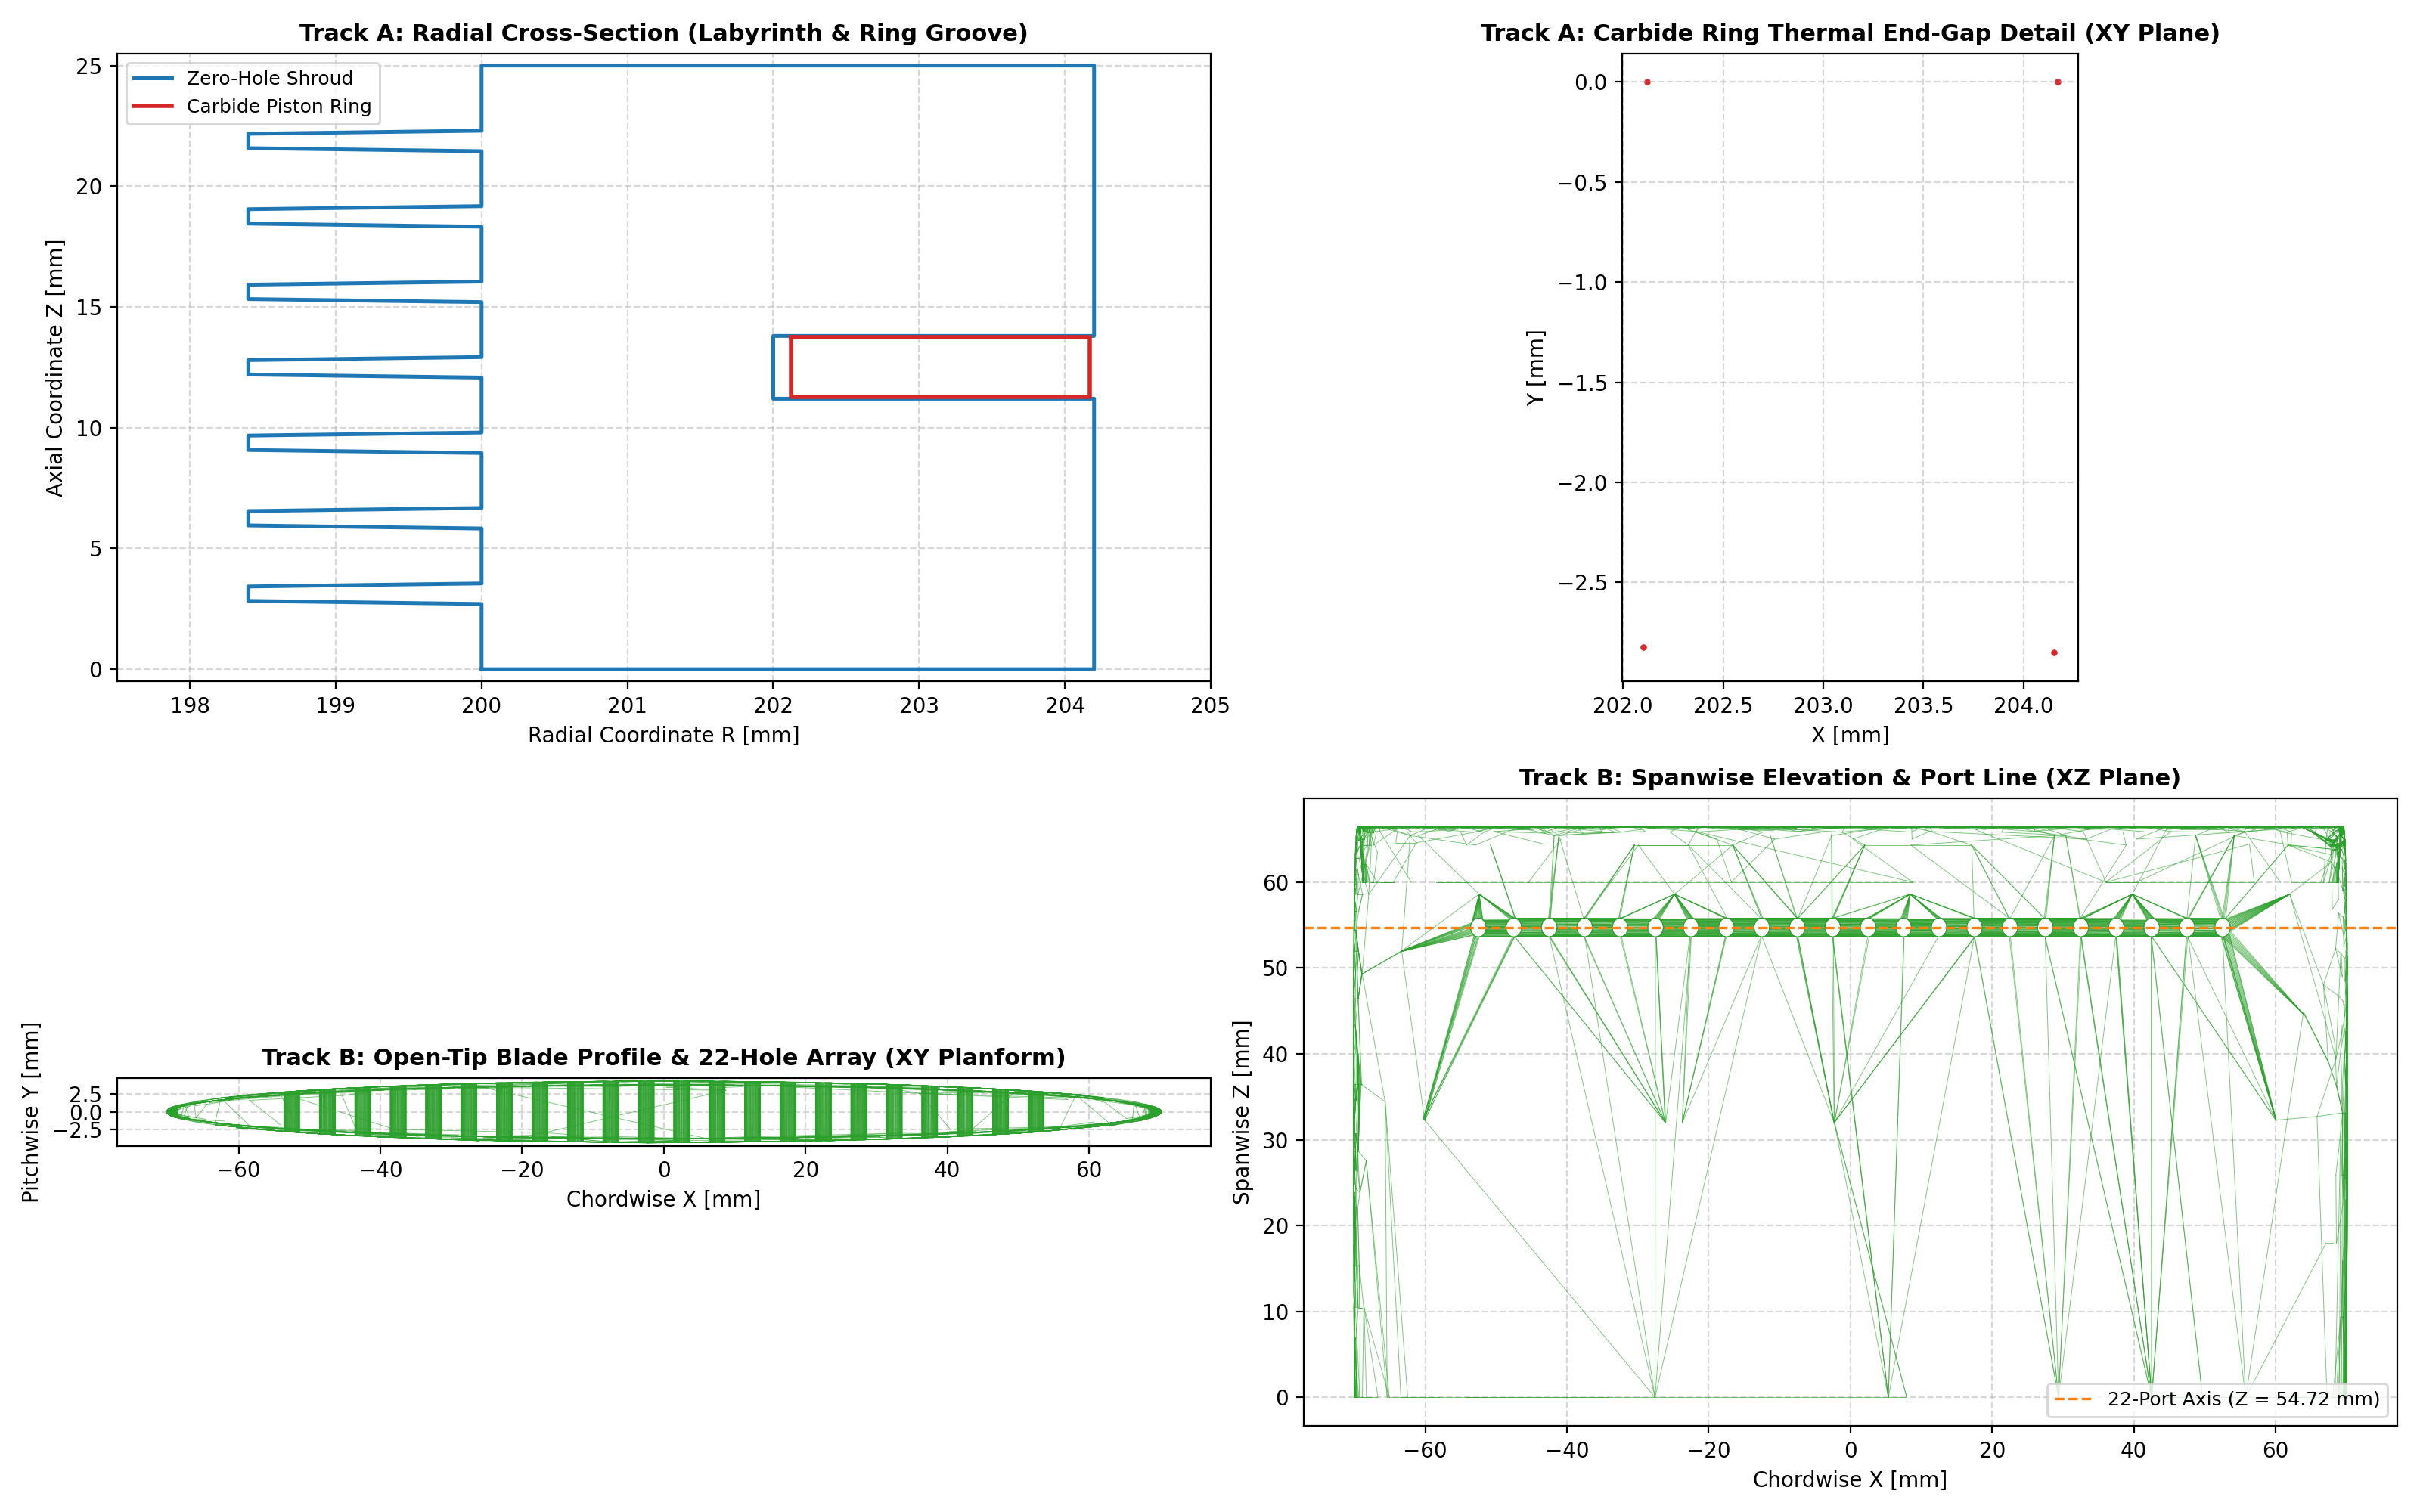 Track A: Radial Cross-Section (Labyrinth & Ring Groove)
Zero-Hole Shroud
Carbide Piston Ring
25
20
15
10
5
0
Axial Coordinate Z [mm]
198 199 200 201 202 203 204 205
Radial Coordinate R [mm]
Track A: Carbide Ring Thermal End-Gap Detail (XY Plane)
0.0
−0.5
−1.0
−1.5
−2.0
−2.5
Y [mm]
202.0 202.5 203.0 203.5 204.0
X [mm]
Track B: Open-Tip Blade Profile & 22-Hole Array (XY Planform)
2.5
0.0
−2.5
Pitchwise Y [mm]
−60 −40 −20 0 20 40 60
Chordwise X [mm]
Track B: Spanwise Elevation & Port Line (XZ Plane)
60
50
40
30
20
10
0
Spanwise Z [mm]
22-Port Axis (Z = 54.72 mm)
−60 −40 −20 0 20 40 60
Chordwise X [mm]